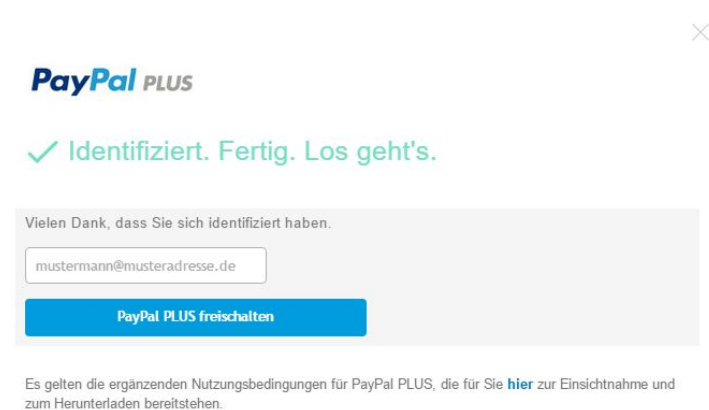 PayPal PLUS
Identifiziert. Fertig. Los geht's.
Vielen Dank, dass Sie sich identifiziert haben.
mustermann@musteradresse.de
PayPal PLUS freischalten
Es gelten die ergänzenden Nutzungsbedingungen für PayPal PLUS, die für Sie hier zur Einsichtnahme und
zum Herunterladen bereitstehen.